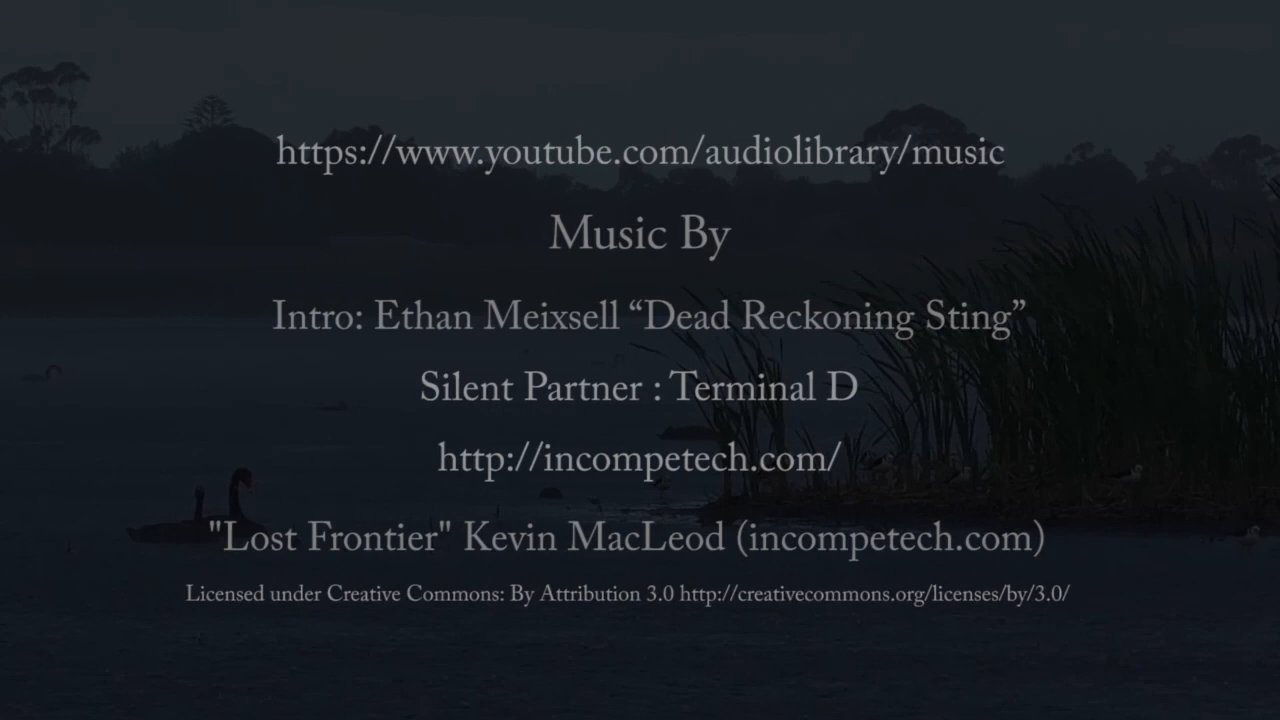 https://www.youtube.com/audiolibrary/music
Music By
Intro: Ethan Meixsell “Dead Reckoning Sting”
Silent Partner : Terminal D
http://incompetech.com/
"Lost Frontier" Kevin MacLeod (incompetech.com)
Licensed under Creative Commons: By Attribution 3.0 http://creativecommons.org/licenses/by/3.0/